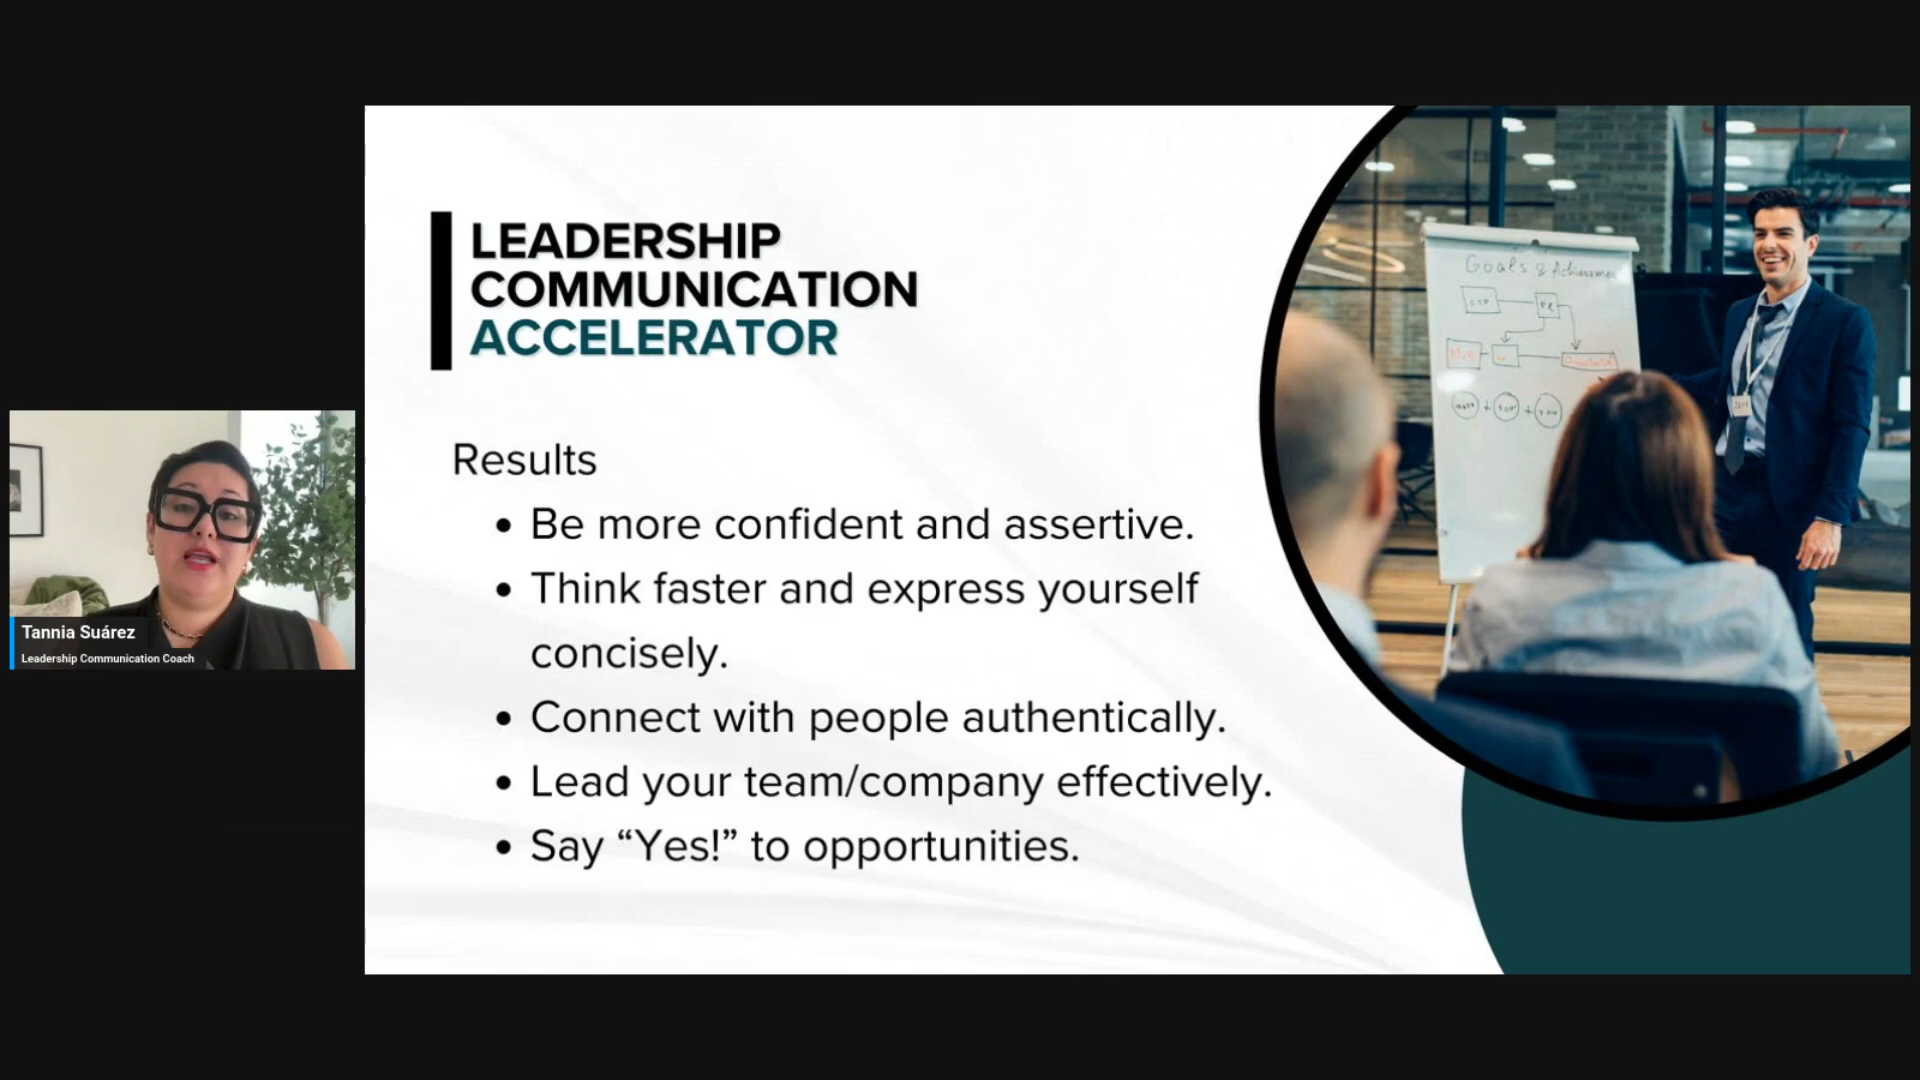 LEADERSHIP
COMMUNICATION
ACCELERATOR
Results
• Be more confident and assertive.
• Think faster and express yourself
concisely.
• Connect with people authentically.
• Lead your team/company effectively.
• Say “Yes!” to opportunities.
Goals &
Tannia Suárez
Leadership Communication Coach